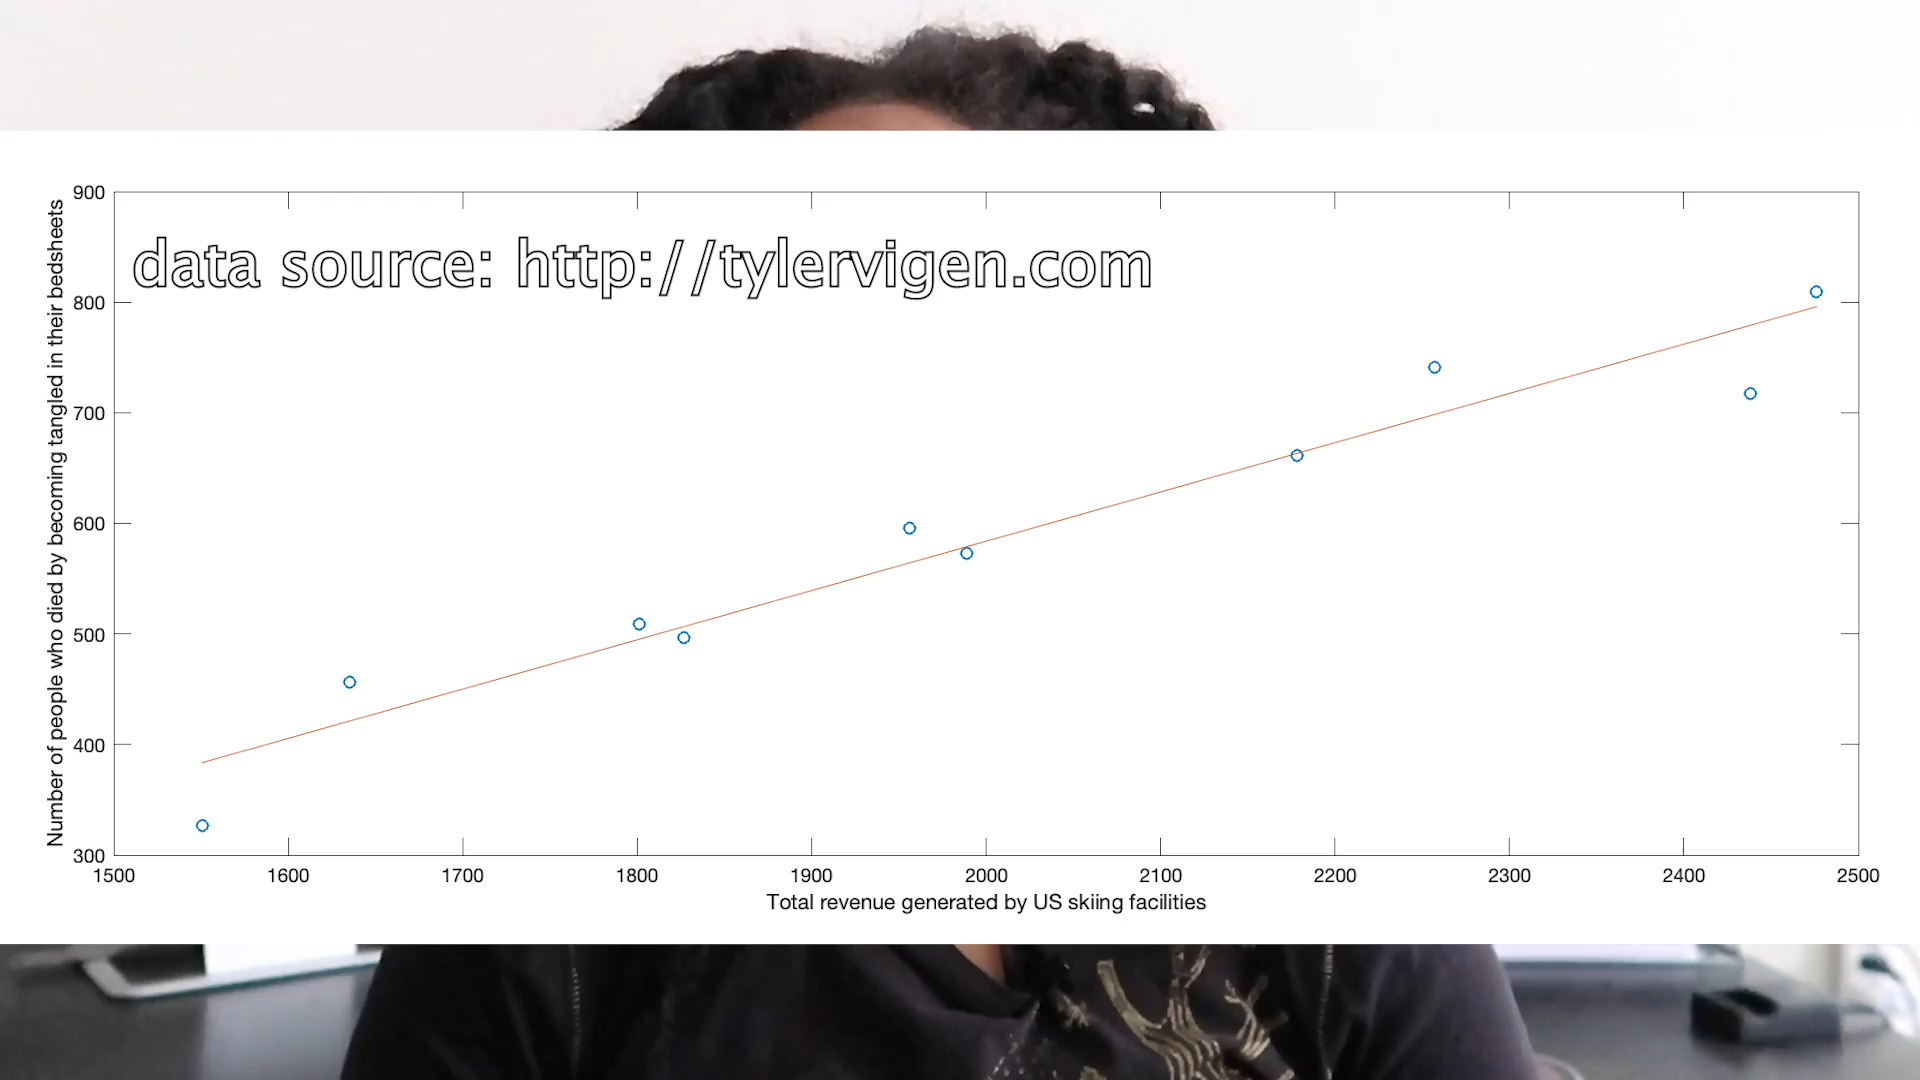 data source: http://tylervigen.com
Number of people who died by becoming tangled in their bedsheets
900
800
700
600
500
400
300
1500 1600 1700 1800 1900 2000 2100 2200 2300 2400 2500
Total revenue generated by US skiing facilities